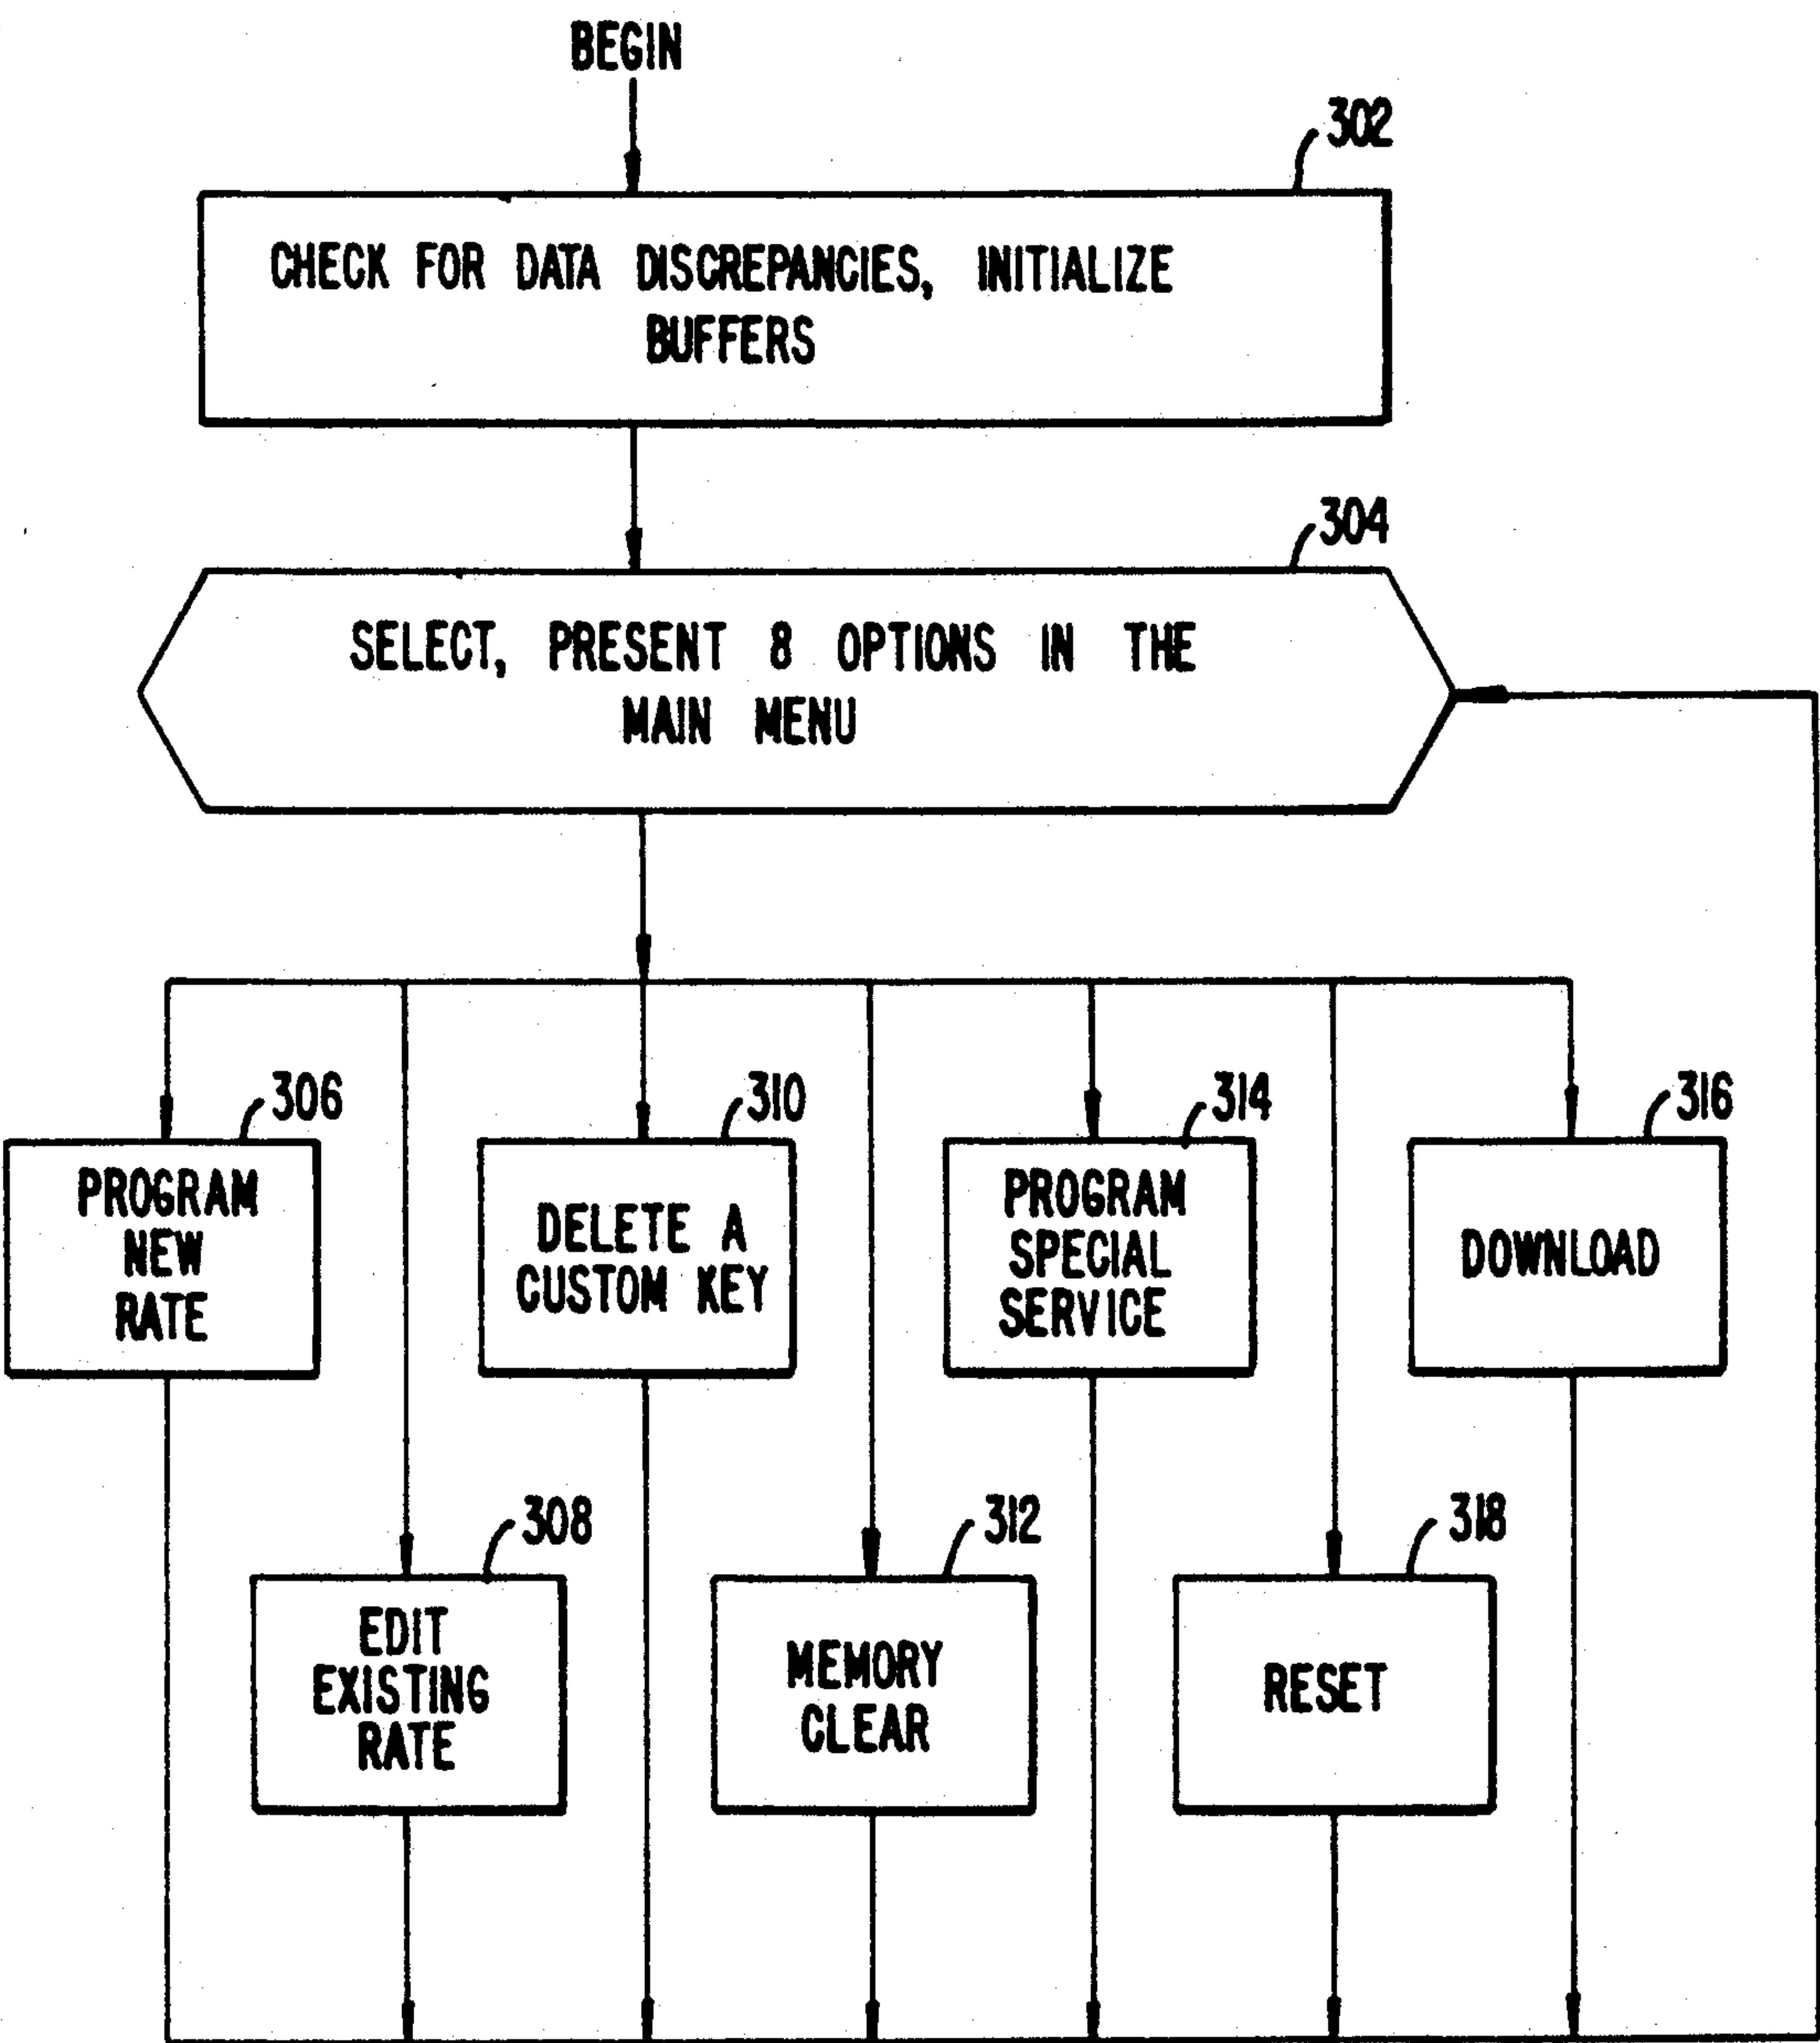 BEGIN
302
CHECK FOR DATA DISCREPANCIES, INITIALIZE
BUFFERS
304
SELECT, PRESENT 8 OPTIONS IN THE
MAIN MENU
306
310
314
316
PROGRAM
NEW
RATE
DELETE A
CUSTOM KEY
PROGRAM
SPECIAL
SERVICE
DOWNLOAD
308
312
318
EDIT
EXISTING
RATE
MEMORY
CLEAR
RESET